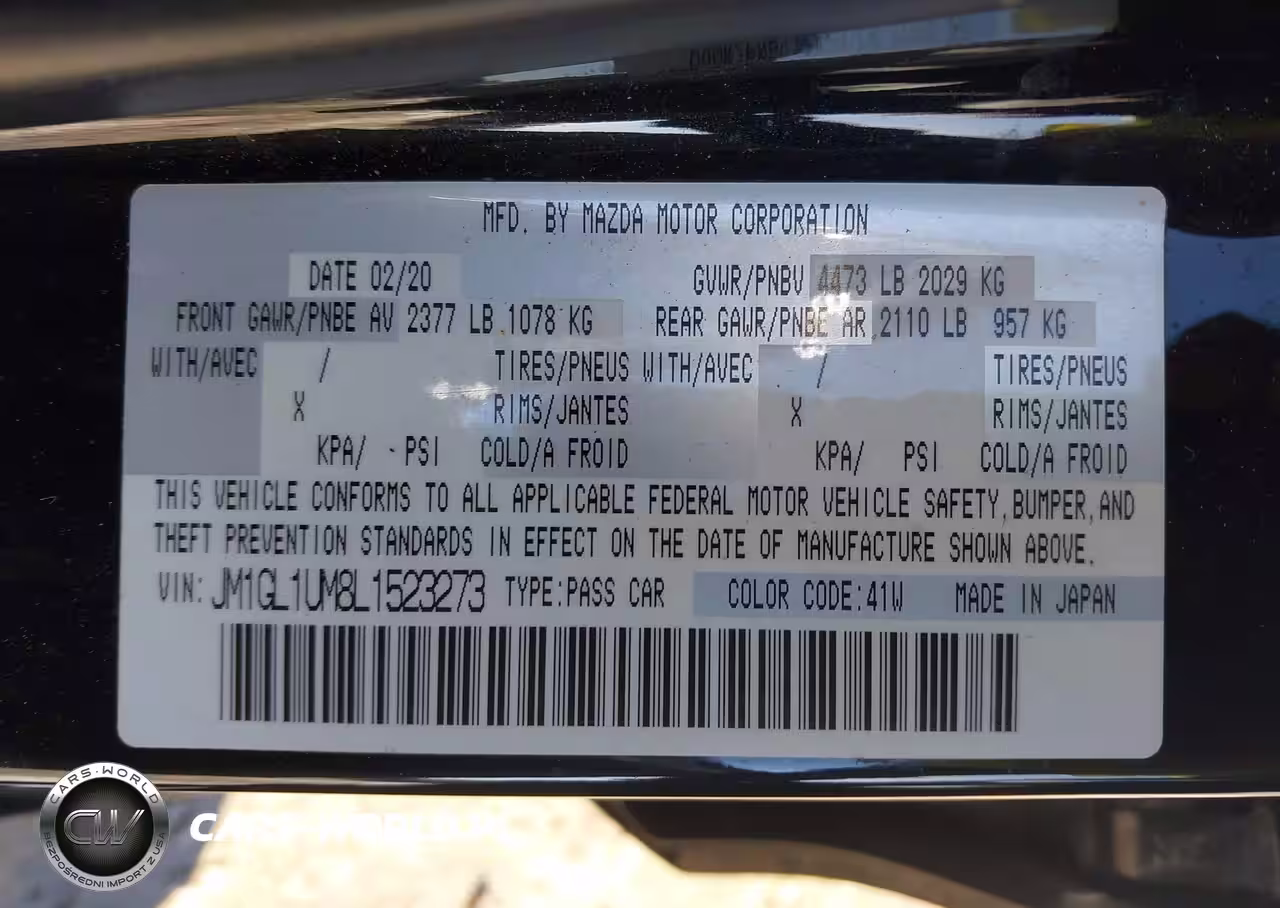 MFD. BY MAZDA MOTOR CORPORATION
DATE 02/20 GVWR/PNBV 4473 LB 2029 KG
FRONT GAWR/PNBE AV 2377 LB 1078 KG REAR GAWR/PNBE AR 2110 LB 957 KG
WITH/AVEC / TIRES/PNEUS WITH/AVEC / TIRES/PNEUS
X RIMS/JANTES X RIMS/JANTES
KPA/ - PSI COLD/A FROID KPA/ PSI COLD/A FROID
THIS VEHICLE CONFORMS TO ALL APPLICABLE FEDERAL MOTOR VEHICLE SAFETY, BUMPER, AND
THEFT PREVENTION STANDARDS IN EFFECT ON THE DATE OF MANUFACTURE SHOWN ABOVE.
VIN: JM1GL1UM8L1523273 TYPE:PASS CAR COLOR CODE:41W MADE IN JAPAN
CARS-WORLD
CW
BEZPOŚREDNI IMPORT Z USA